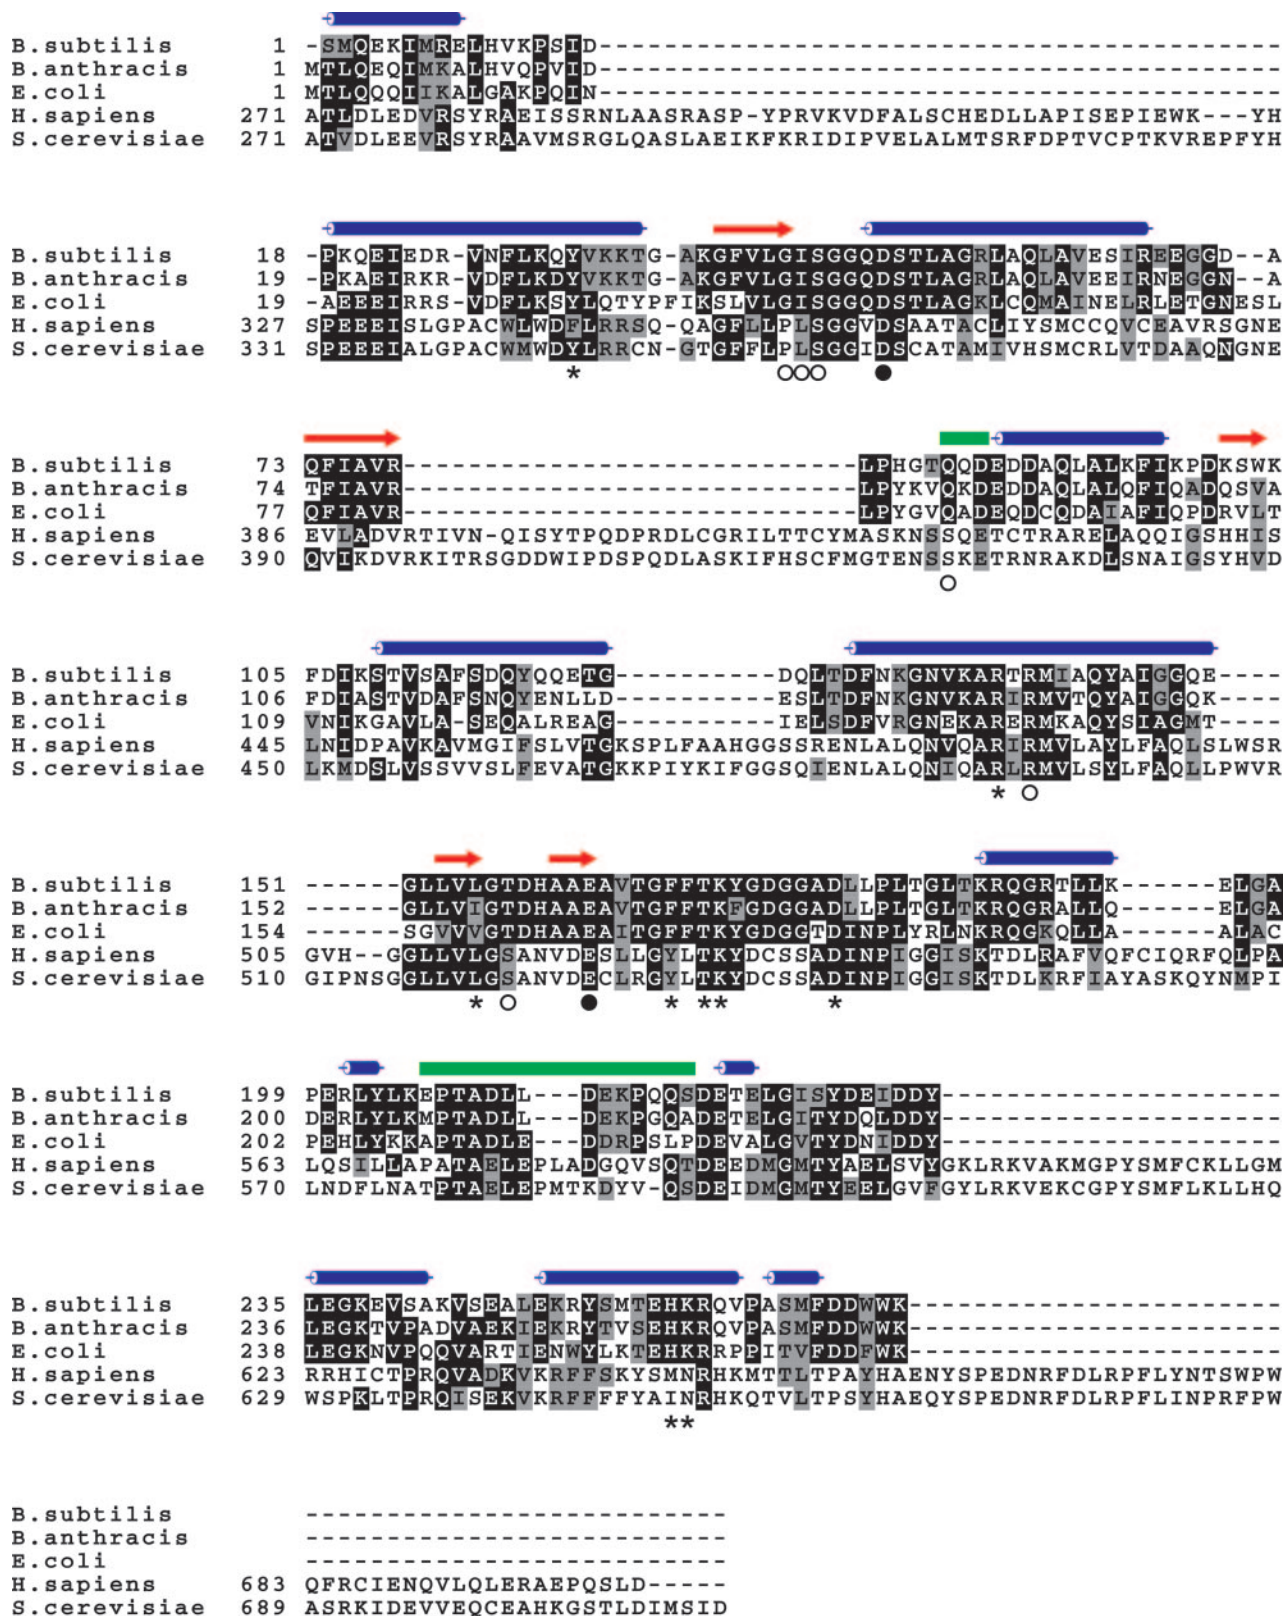 B.subtilis 1 -SMQEKIMRELHVKPSID------------------------------------------
B.anthracis 1 MTLQEQIMKALHVQPVID------------------------------------------
E.coli 1 MTLQQQIIKALGAKPQIN------------------------------------------
H.sapiens 271 ATLDLEDVRSYRAEISSRNLAASRASP-YPRVKVDFALSCHEDLLAPISEPIEWK---YH
S.cerevisiae 271 ATVDLEEVRSYRAAVMSRGLQASLAEIKFKRIDIPVELALMTSRFDPTVCPTKVREPFYH
B.subtilis 18 -PKQEIEDR-VNFLKQYVKKTG-AKGFVLGISGGQDSTLAGRLAQLAVESIREEGGD--A
B.anthracis 19 -PKAEIRKR-VDFLKDYVKKTG-AKGFVLGISGGQDSTLAGRLAQLAVEEIRNEGGN--A
E.coli 19 -AEEEIRRS-VDFLKSYLQTYPFIKSLVLGISGGQDSTLAGKLCQMAINELRLETGNESL
H.sapiens 327 SPEEEISLGPACWLWDFLRRSQ-QAGFLLPLSGGVDSAATACLIYSMCCQVCEAVRSGNE
S.cerevisiae 331 SPEEEIALGPACWMWDYLRRCN-GTGFFLPLSGGIDSCATAMIVHSMCRLVTDAAQNGNE
* ○○○ ●
B.subtilis 73 QFIAVR----------------------------LPHGTQQDEDDAQLALKFIKPDKSWK
B.anthracis 74 TFIAVR----------------------------LPYKVQKDEDDAQLALQFIQADQSVA
E.coli 77 QFIAVR----------------------------LPYGVQADEQDCQDAIAFIQPDRVLT
H.sapiens 386 EVLADVRTIVN-QISYTPQDPRDLCGRILTTCYMASKNSSQETCTRARELAQQIGSHHIS
S.cerevisiae 390 QVIKDVRKITRSGDDWIPDSPQDLASKIFHSCFMGTENSSKETRNRAKDLSNAIGSYHVD
○
B.subtilis 105 FDIKSTVSAFSDQYQQETG----------DQLTDFNKGNVKARTRMIAQYAIGGQE----
B.anthracis 106 FDIASTVDAFSNQYENLLD----------ESLTDFNKGNVKARIRMVTQYAIGGQK----
E.coli 109 VNIKGAVLA-SEQALREAG----------IELSDFVRGNEKARERMKAQYSIAGMT----
H.sapiens 445 LNIDPAVKAVMGIFSLVTGKSPLFAAHGGSSRENLALQNVQARIRMVLAYLFAQLSLWSR
S.cerevisiae 450 LKMDSLVSSVVSLFEVATGKKPIYKIFGGSQIENLALQNIQARLRMVLSYLFAQLLPWVR
* ○
B.subtilis 151 ------GLLVLGTDHAAEAVTGFFTKYGDGGADLLPLTGLTKRQGRTLLK------ELGA
B.anthracis 152 ------GLLVIGTDHAAEAVTGFFTKFGDGGADLLPLTGLTKRQGRALLQ------ELGA
E.coli 154 ------SGVVVGTDHAAEAITGFFTKYGDGGTDINPLYRLNKRQGKQLLA------ALAC
H.sapiens 505 GVH--GGLLVLGSANVDESLLGYLTKYDCSSADINPIGGISKTDLRAFVQFCIQRFQLPA
S.cerevisiae 510 GIPNSGGLLVLGSANVDECLRGYLTKYDCSSADINPIGGISKTDLKRFIAYASKQYNMPI
* ○ ● * ** *
B.subtilis 199 PERLYLKEPTADLL---DEKPQQSDETELGISYDEIDDY---------------------
B.anthracis 200 DERLYLKMPTADLL---DEKPGQADETELGITYDQLDDY---------------------
E.coli 202 PEHLYKKAPTADLE---DDRPSLPDEVALGVTYDNIDDY---------------------
H.sapiens 563 LQSILLAPATAELEPLADGQVSQTDEEDMGMTYAELSVYGKLRKVAKMGPYSMFCKLLGM
S.cerevisiae 570 LNDFLNATPTAELEPMTKDYV-QSDEIDMGMTYEELGVFGYLRKVEKCGPYSMFLKLLHQ
B.subtilis 235 LEGKEVSAKVSEALEKRYSMTEHKRQVPASMFDDWWK-----------------------
B.anthracis 236 LEGKTVPADVAEKIEKRYTVSEHKRQVPASMFDDWWK-----------------------
E.coli 238 LEGKNVPQQVARTIENWYLKTEHKRRPPITVFDDFWK-----------------------
H.sapiens 623 RRHICTPRQVADKVKRFFSKYSMNRHKMTTLTPAYHAENYSPEDNRFDLRPFLYNTSWPW
S.cerevisiae 629 WSPKLTPRQISEKVKRFFFFYAINRHKQTVLTPSYHAEQYSPEDNRFDLRPFLINPRFPW
**
B.subtilis --------------------------
B.anthracis --------------------------
E.coli --------------------------
H.sapiens 683 QFRCIENQVLQLERAEPQSLD-----
S.cerevisiae 689 ASRKIDEVVEQCEAHKGSTLDIMSID